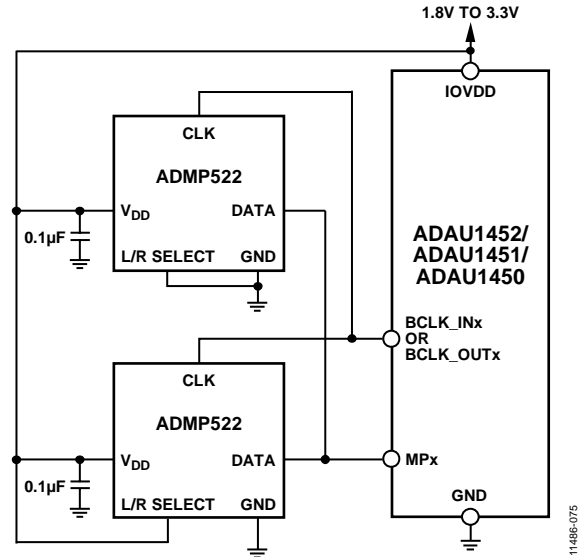 1.8V TO 3.3V
IOVDD
CLK
ADMP522
VDD
DATA
0.1µF
L/R SELECT
GND
ADAU1452/
ADAU1451/
ADAU1450
BCLK_INx
OR
BCLK_OUTx
CLK
ADMP522
VDD
DATA
MPx
0.1µF
L/R SELECT
GND
GND
11486-075